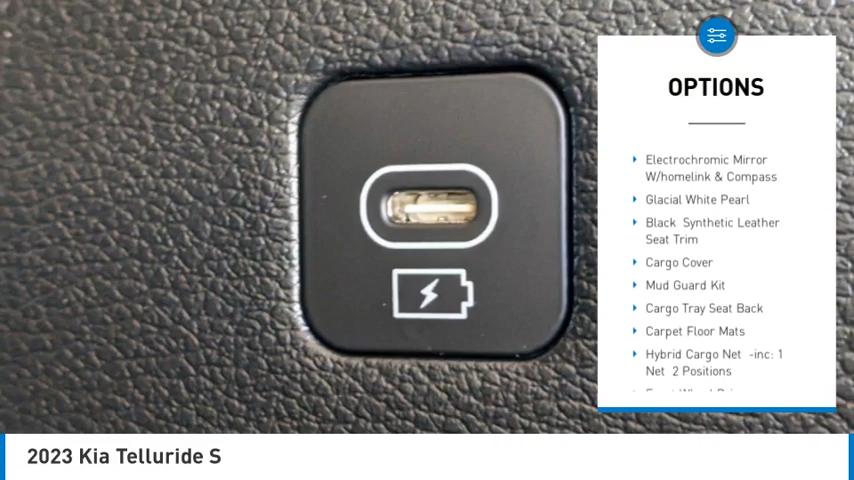 OPTIONS
Electrochromic Mirror
W/homelink & Compass
Glacial White Pearl
Black  Synthetic Leather
Seat Trim
Cargo Cover
Mud Guard Kit
Cargo Tray Seat Back
Carpet Floor Mats
Hybrid Cargo Net  -inc: 1
Net  2 Positions
2023 Kia Telluride S